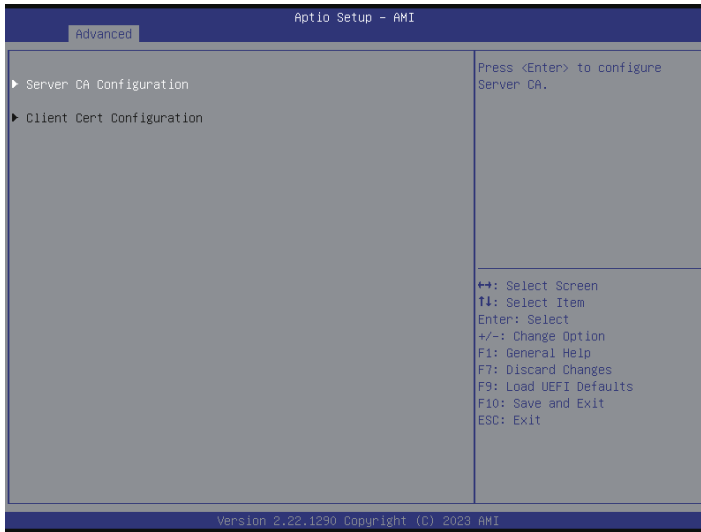 Aptio Setup - AMI
Advanced
▶ Server CA Configuration
▶ Client Cert Configuration
Press <Enter> to configure
Server CA.
↔: Select Screen
↑↓: Select Item
Enter: Select
+/-: Change Option
F1: General Help
F7: Discard Changes
F9: Load UEFI Defaults
F10: Save and Exit
ESC: Exit
Version 2.22.1290 Copyright (C) 2023 AMI